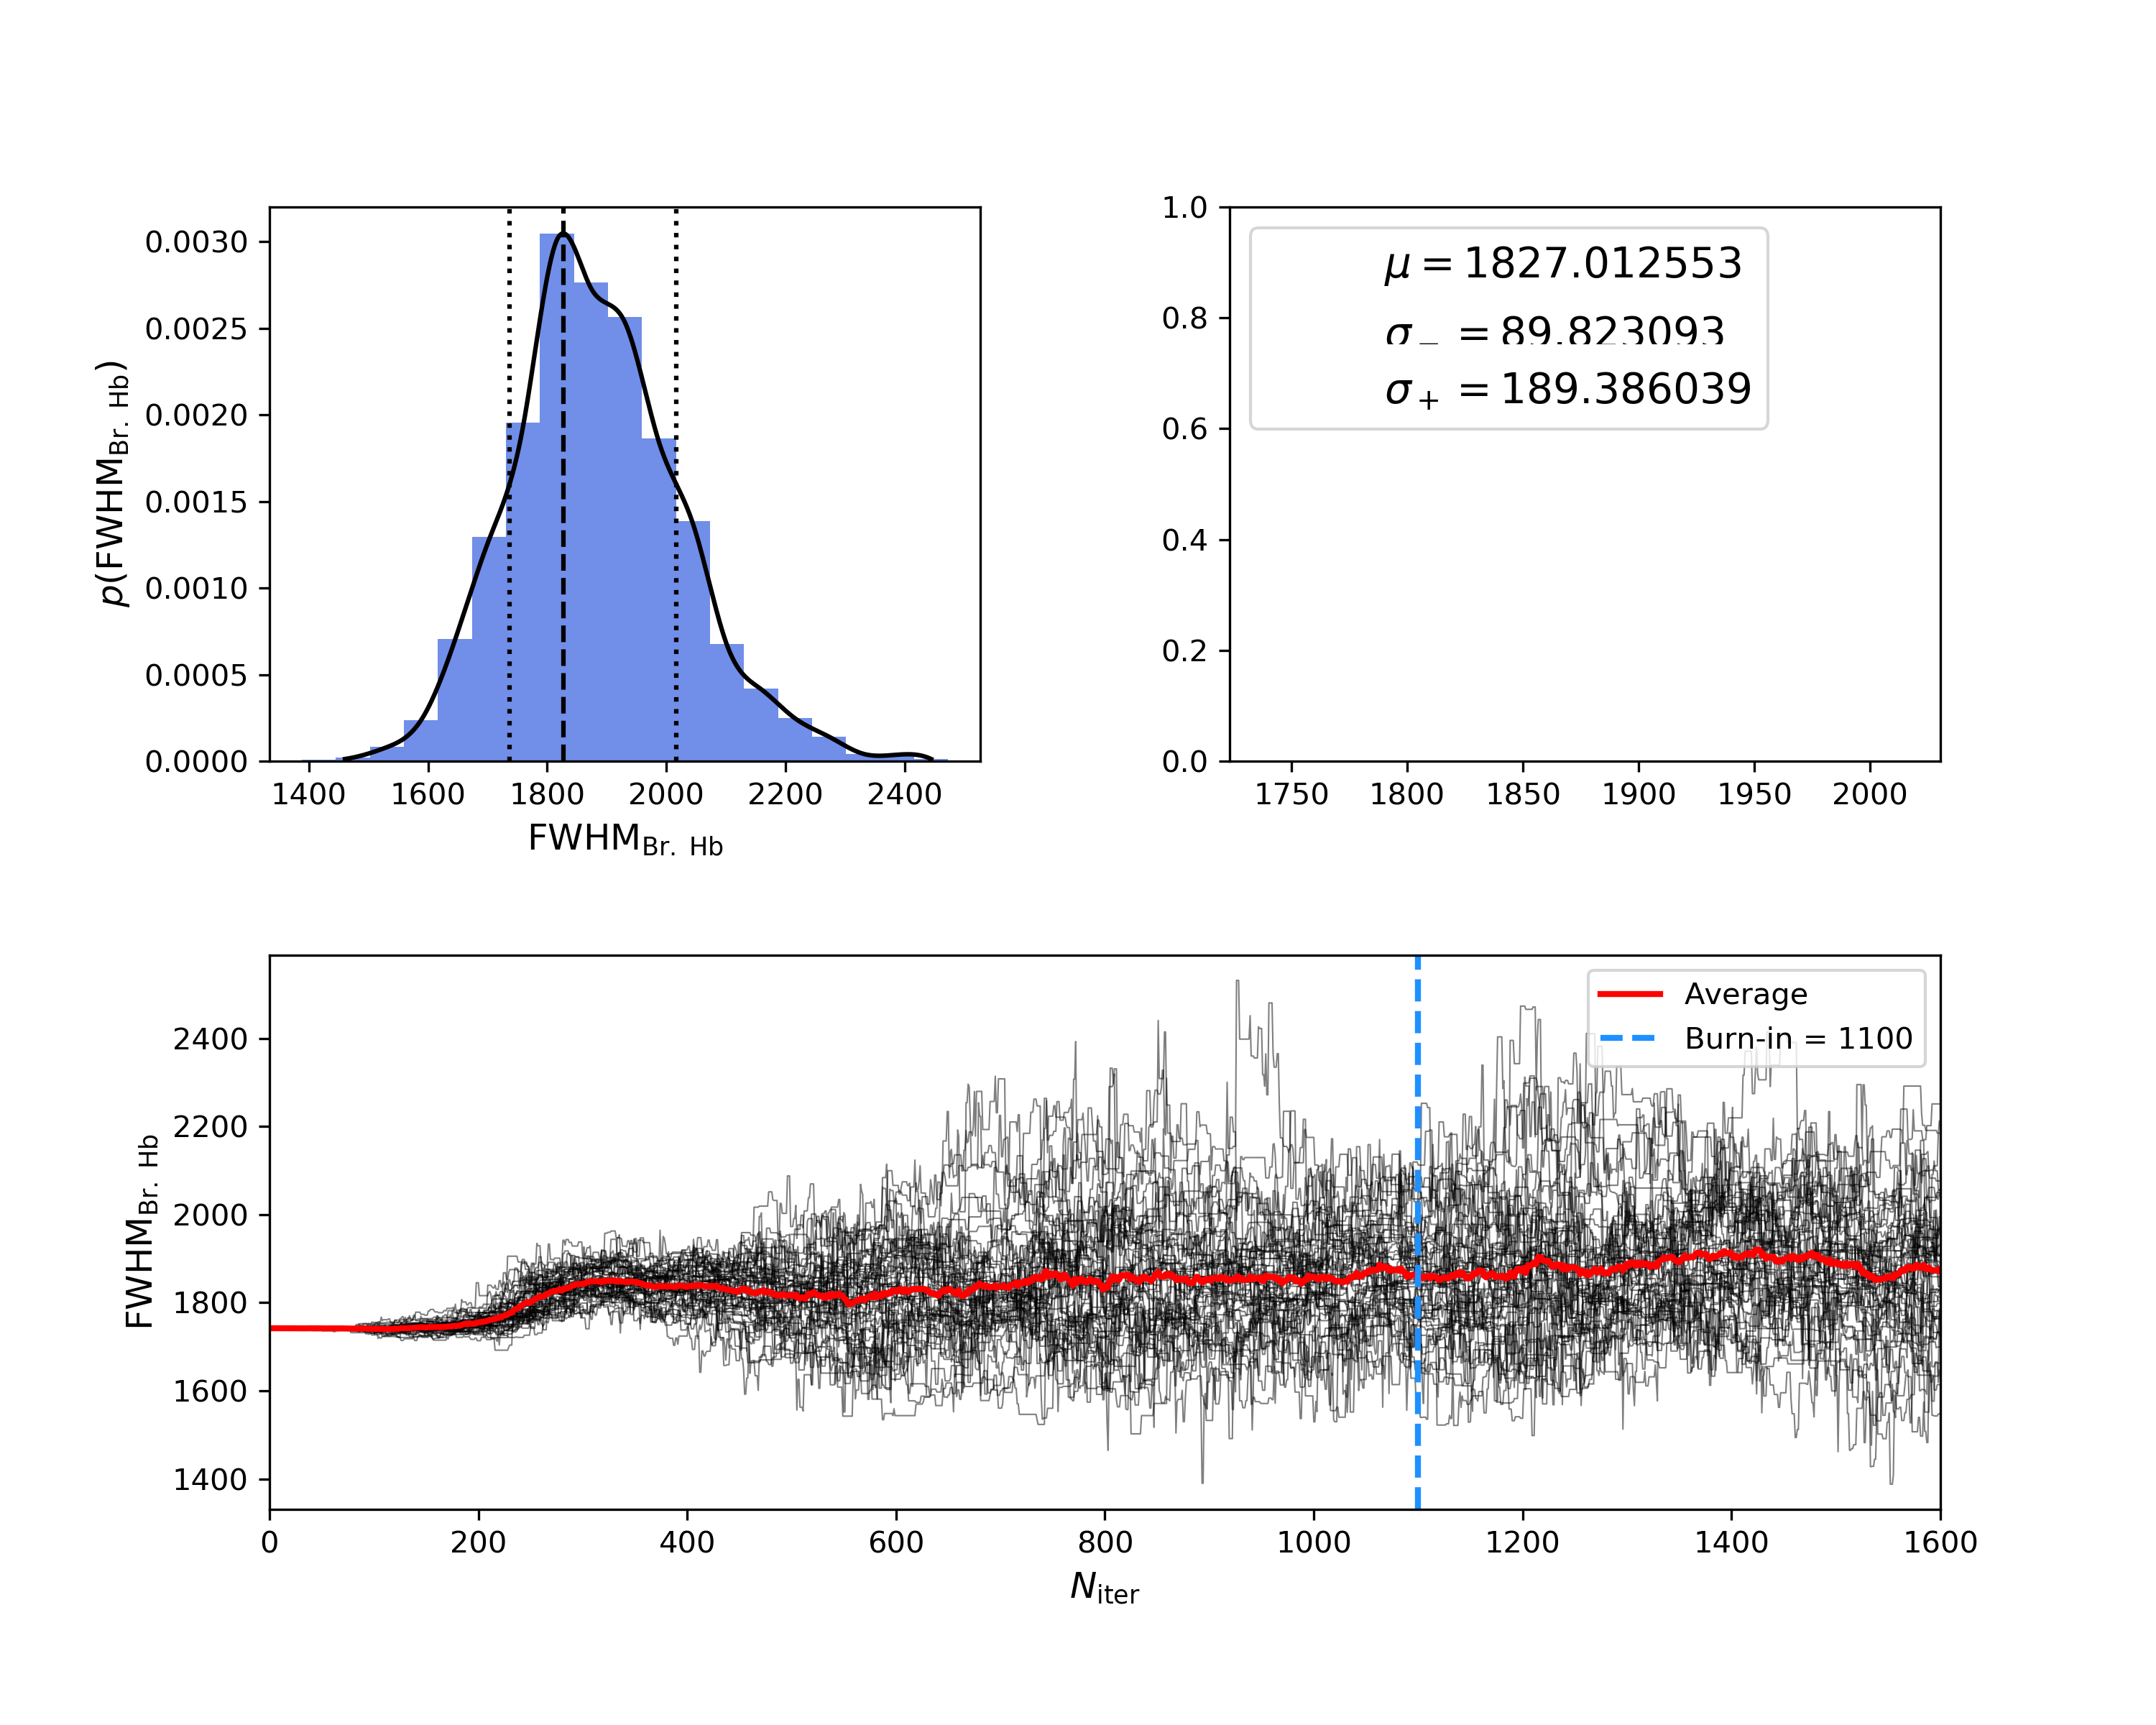 p(FWHM_Br. Hb)
0.0030
0.0025
0.0020
0.0015
0.0010
0.0005
0.0000
1400 1600 1800 2000 2200 2400
FWHM_Br. Hb
1.0
0.8
0.6
0.4
0.2
0.0
μ = 1827.012553
σ_− = 89.823093
σ_+ = 189.386039
1750 1800 1850 1900 1950 2000
FWHM_Br. Hb
2400
2200
2000
1800
1600
1400
Average
Burn-in = 1100
0 200 400 600 800 1000 1200 1400 1600
N_iter